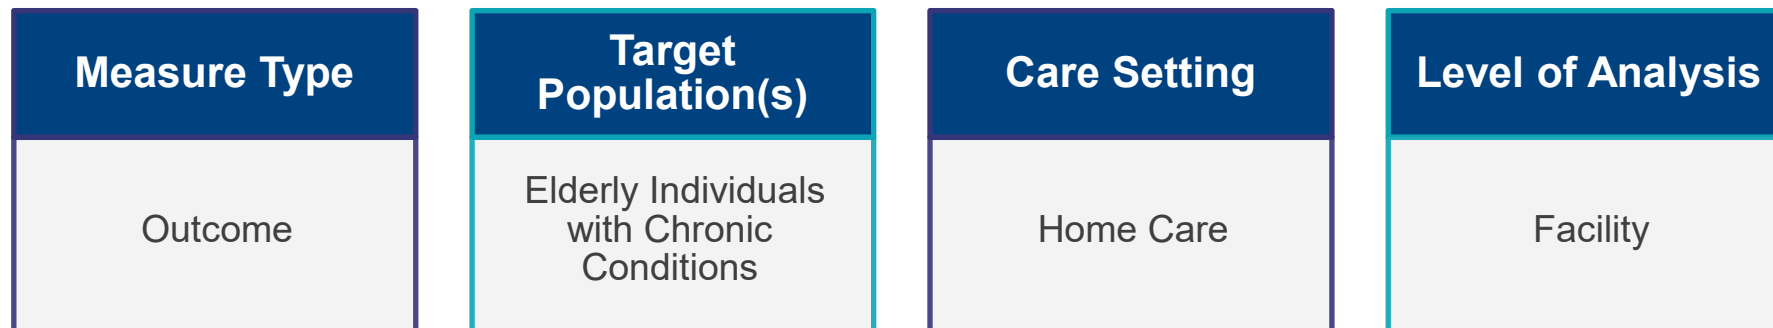 Measure Type
Outcome
Target
Population(s)
Elderly Individuals
with Chronic
Conditions
Care Setting
Home Care
Level of Analysis
Facility